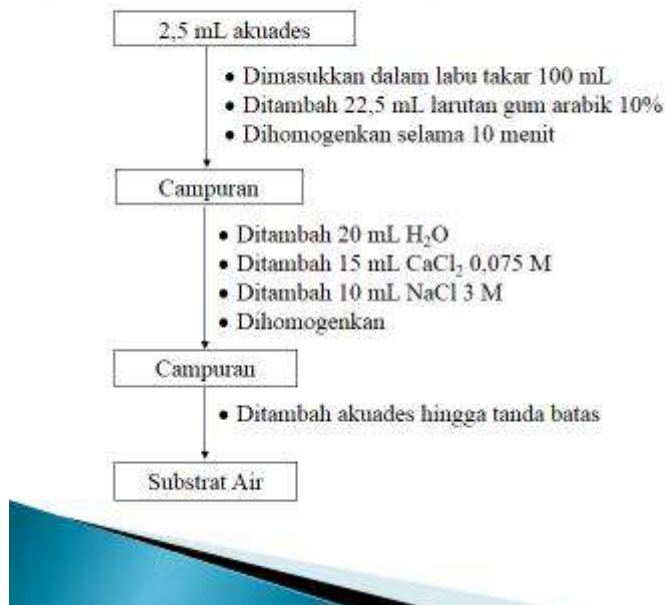 2,5 mL akuades
• Dimasukkan dalam labu takar 100 mL
• Ditambah 22,5 mL larutan gum arabik 10%
• Dihomogenkan selama 10 menit
Campuran
• Ditambah 20 mL H₂O
• Ditambah 15 mL CaCl₂ 0,075 M
• Ditambah 10 mL NaCl 3 M
• Dihomogenkan
Campuran
• Ditambah akuades hingga tanda batas
Substrat Air